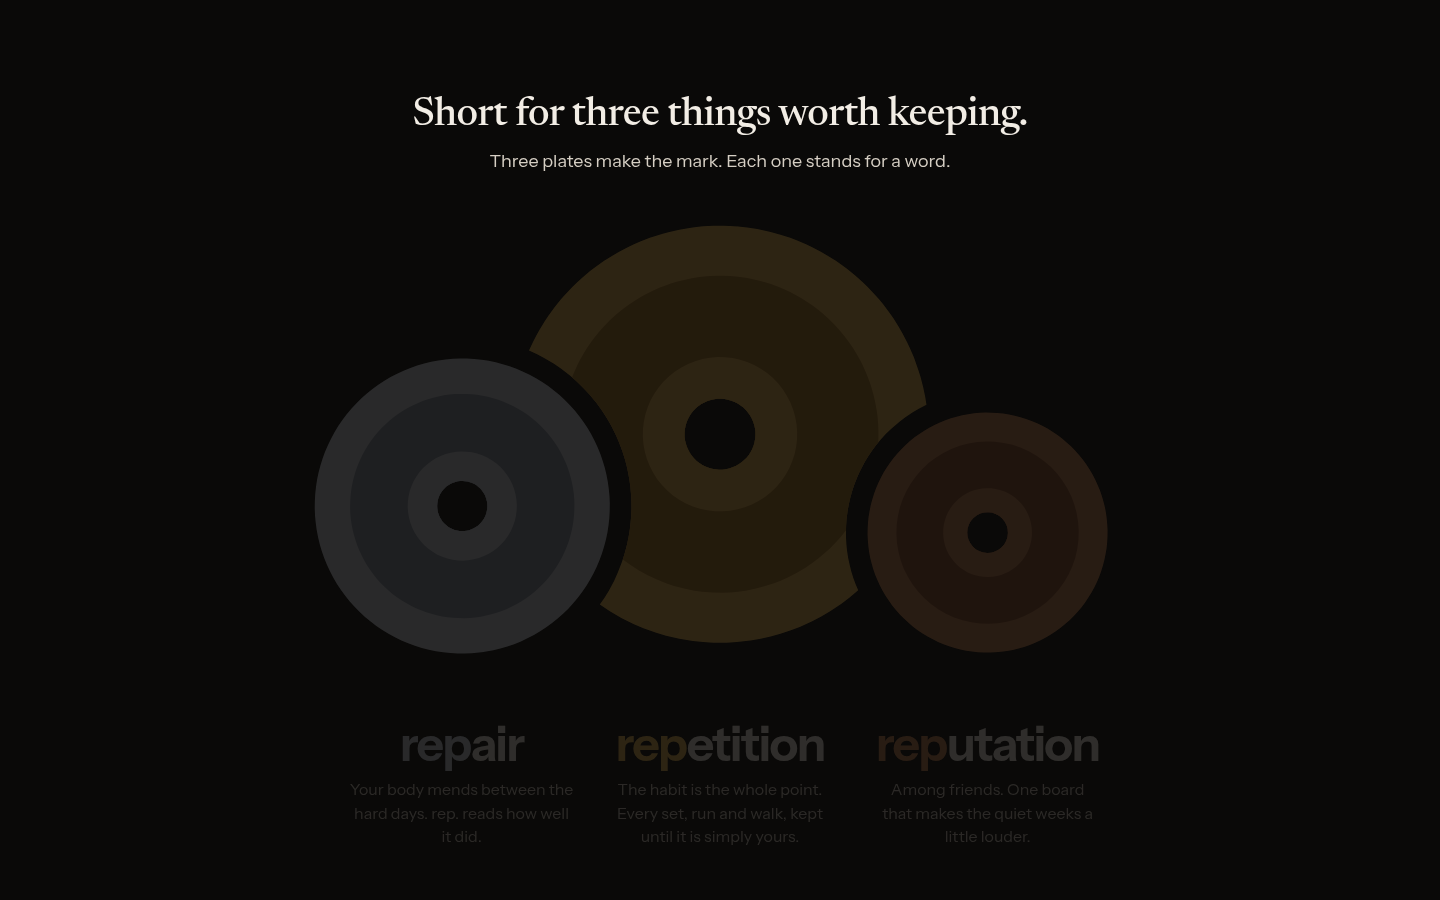 Short for three things worth keeping.
Three plates make the mark. Each one stands for a word.
repair
Your body mends between the
hard days. rep. reads how well
it did.
repetition
The habit is the whole point.
Every set, run and walk, kept
until it is simply yours.
reputation
Among friends. One board
that makes the quiet weeks a
little louder.